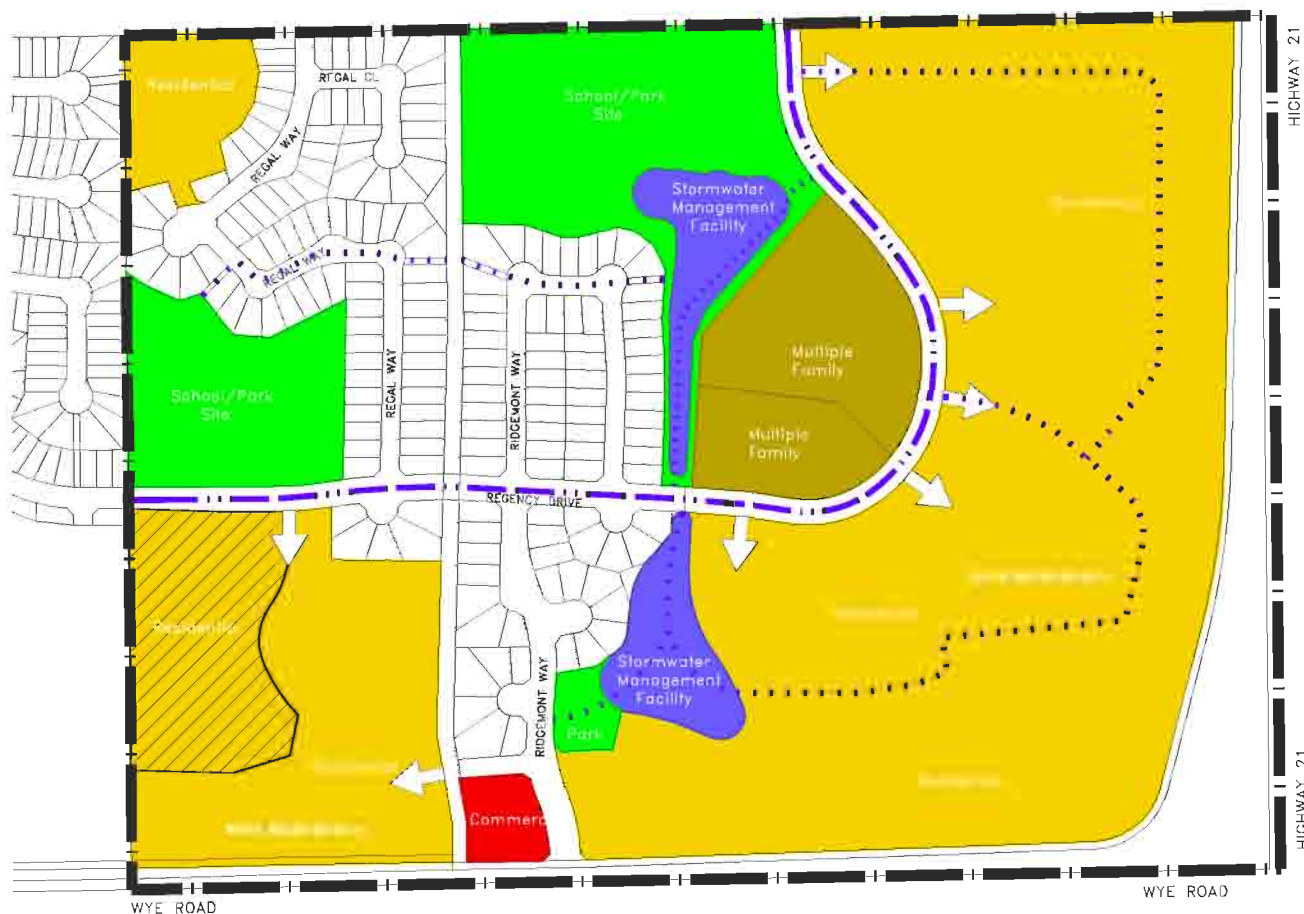 HIGHWAY 21
REGAL CL
Residential
School/Park
Site
REGAL WAY
Stormwater
Management
Facility
REGAL WAY
Multiple
Family
School/Park
Site
REGAL WAY
RIDGEMONT WAY
Multiple
Family
REGENCY DRIVE
Residential
Stormwater
Management
Facility
RIDGEMONT WAY
Park
Commerc
HIGHWAY 21
WYE ROAD
WYE ROAD